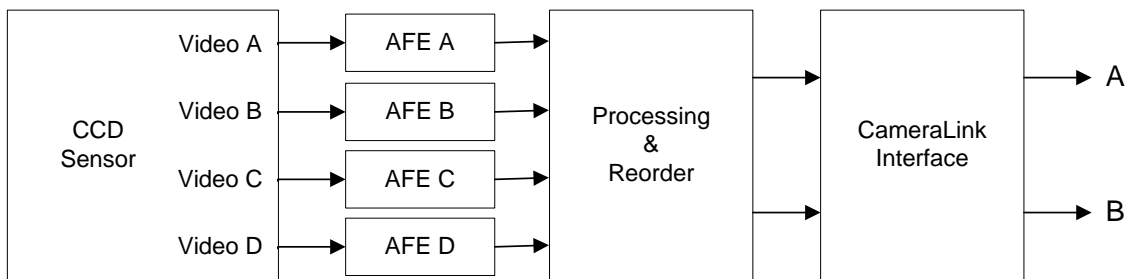 Video A
AFE A
Video B
AFE B
Video C
AFE C
Video D
AFE D
CCD
Sensor
Processing
&
Reorder
CameraLink
Interface
A
B